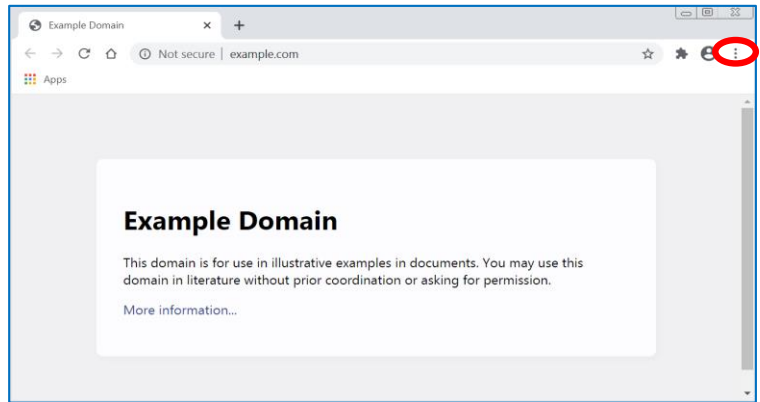 Example Domain
Not secure | example.com
Apps
Example Domain
This domain is for use in illustrative examples in documents. You may use this
domain in literature without prior coordination or asking for permission.
More information...